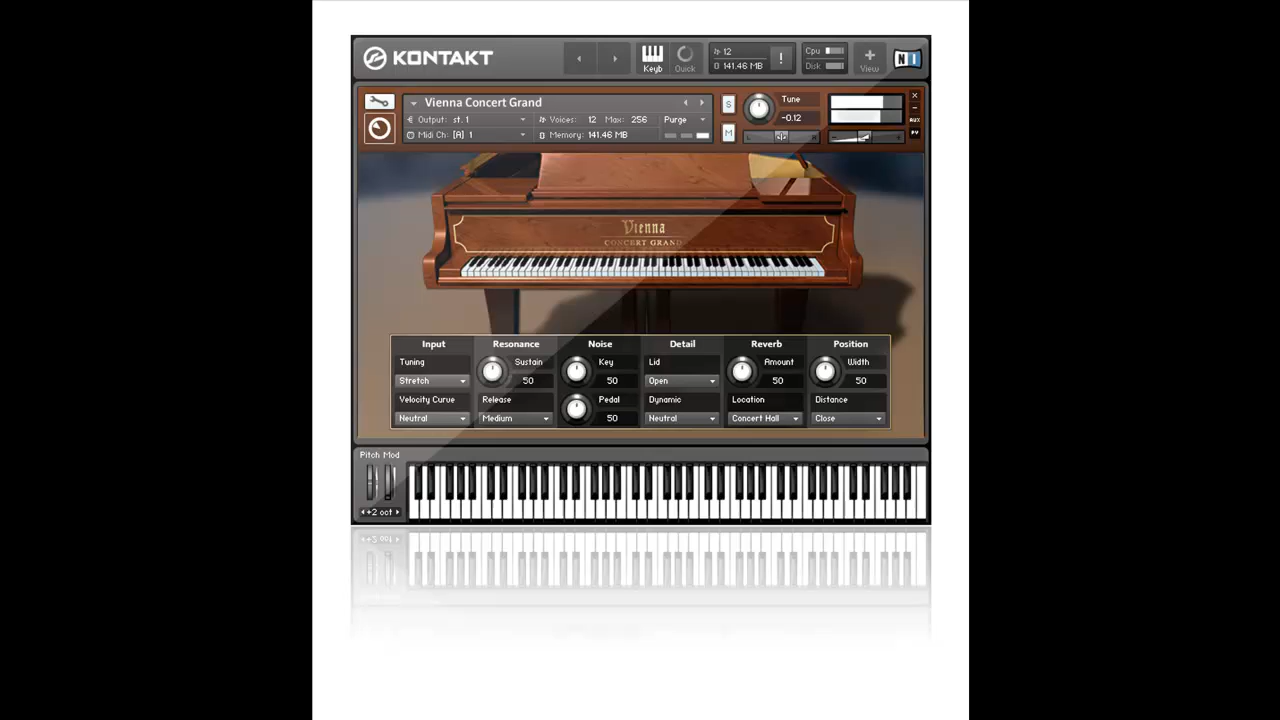 KONTAKT
Keyb
Quick
12
141.46 MB
!
Cpu
Disk
View
NI
Vienna Concert Grand
Output: st. 1
Voices: 12 Max: 256
Purge
Midi Ch: [A] 1
Memory: 141.46 MB
S
M
Tune
-0.12
L R
AUX
PV
Vienna
CONCERT GRAND
Input Resonance Noise Detail Reverb Position
Tuning Sustain Key Lid Amount Width
Stretch 50 50 Open 50 50
Velocity Curve Release Pedal Dynamic Location Distance
Neutral Medium 50 Neutral Concert Hall Close
Pitch Mod
+2 oct